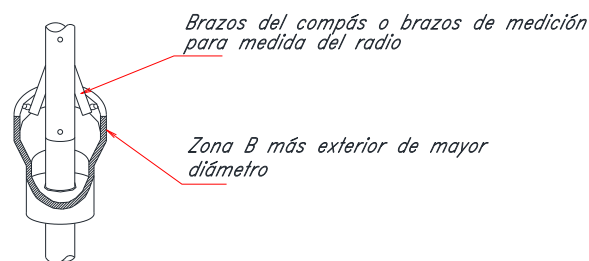 Brazos del compás o brazos de medición
para medida del radio
Zona B más exterior de mayor
diámetro